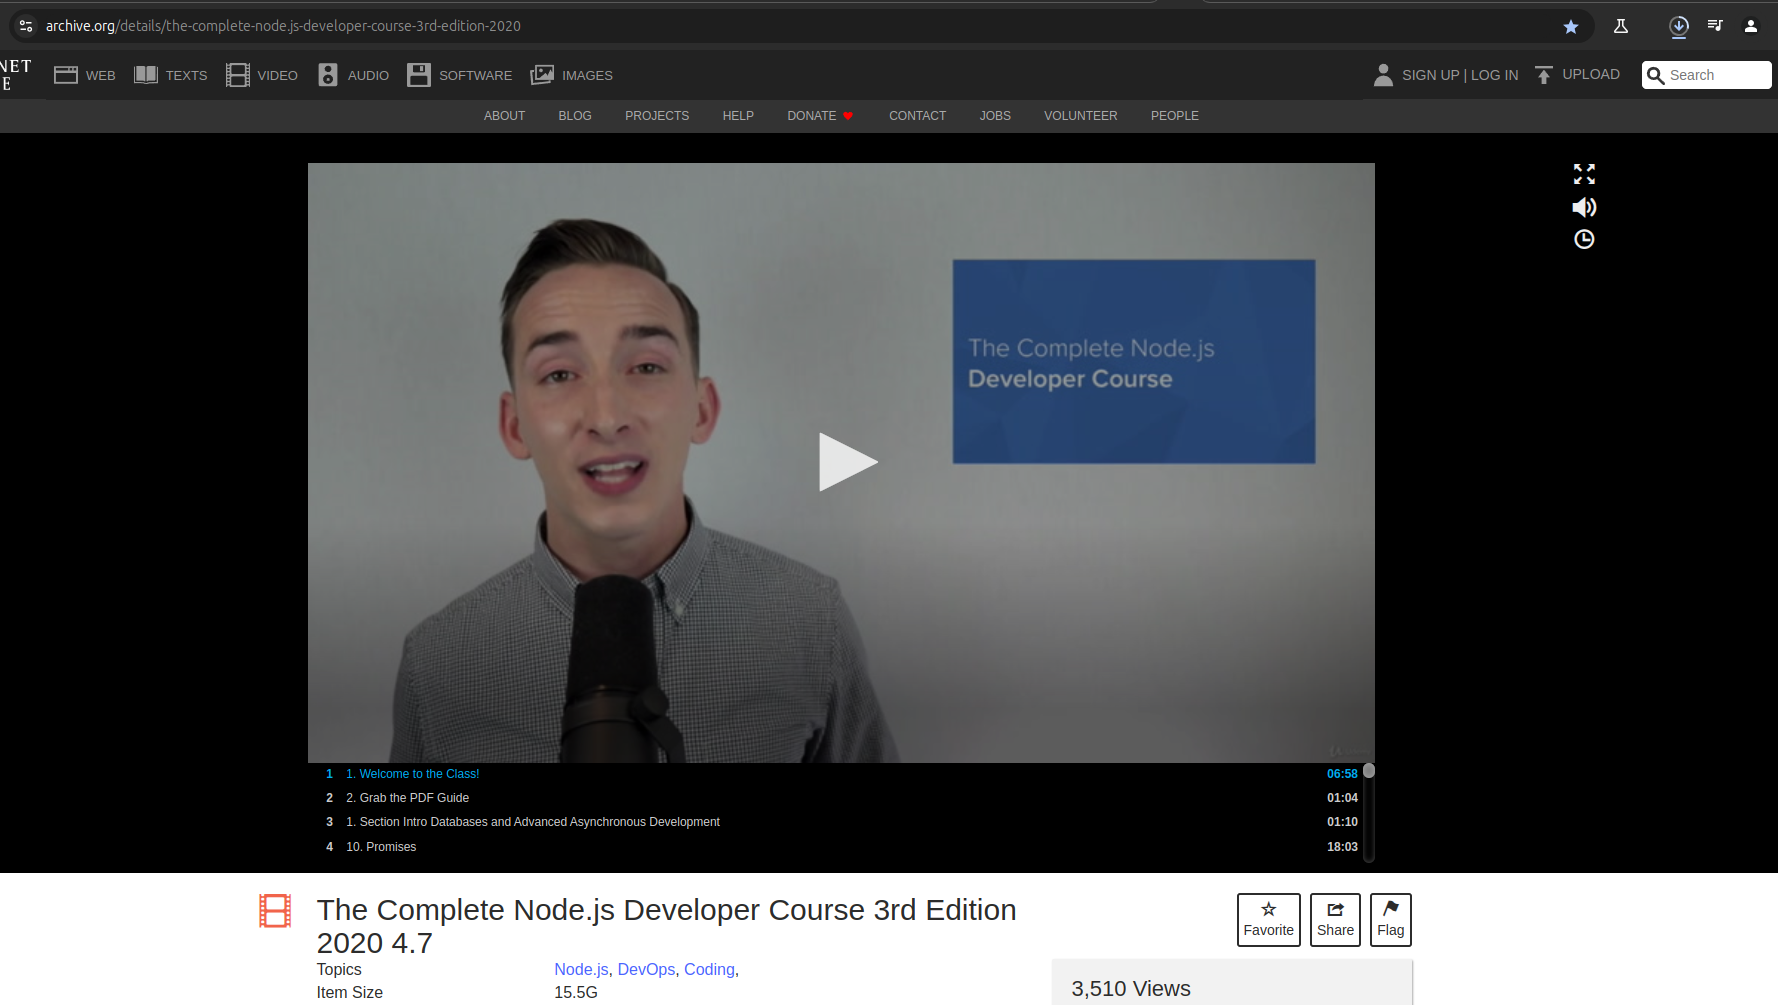 archive.org/details/the-complete-node.js-developer-course-3rd-edition-2020
NET
E
WEB
TEXTS
VIDEO
AUDIO
SOFTWARE
IMAGES
SIGN UP | LOG IN
UPLOAD
Search
ABOUT
BLOG
PROJECTS
HELP
DONATE
CONTACT
JOBS
VOLUNTEER
PEOPLE
The Complete Node.js
Developer Course
1 1. Welcome to the Class! 06:58
2 2. Grab the PDF Guide 01:04
3 1. Section Intro Databases and Advanced Asynchronous Development 01:10
4 10. Promises 18:03
The Complete Node.js Developer Course 3rd Edition
2020 4.7
Favorite
Share
Flag
Topics Node.js, DevOps, Coding,
Item Size 15.5G
3,510 Views